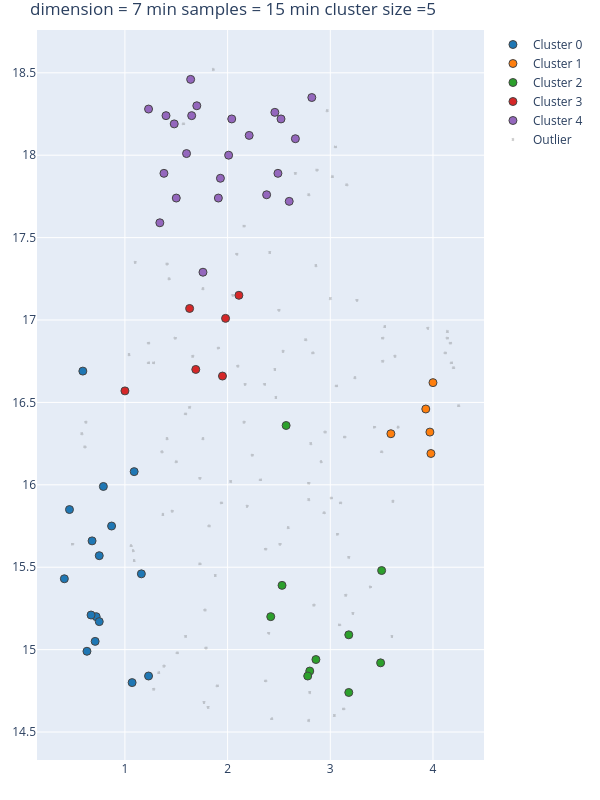 dimension = 7 min samples = 15 min cluster size =5
Cluster 0
Cluster 1
Cluster 2
Cluster 3
Cluster 4
Outlier
18.5
18
17.5
17
16.5
16
15.5
15
14.5
1 2 3 4